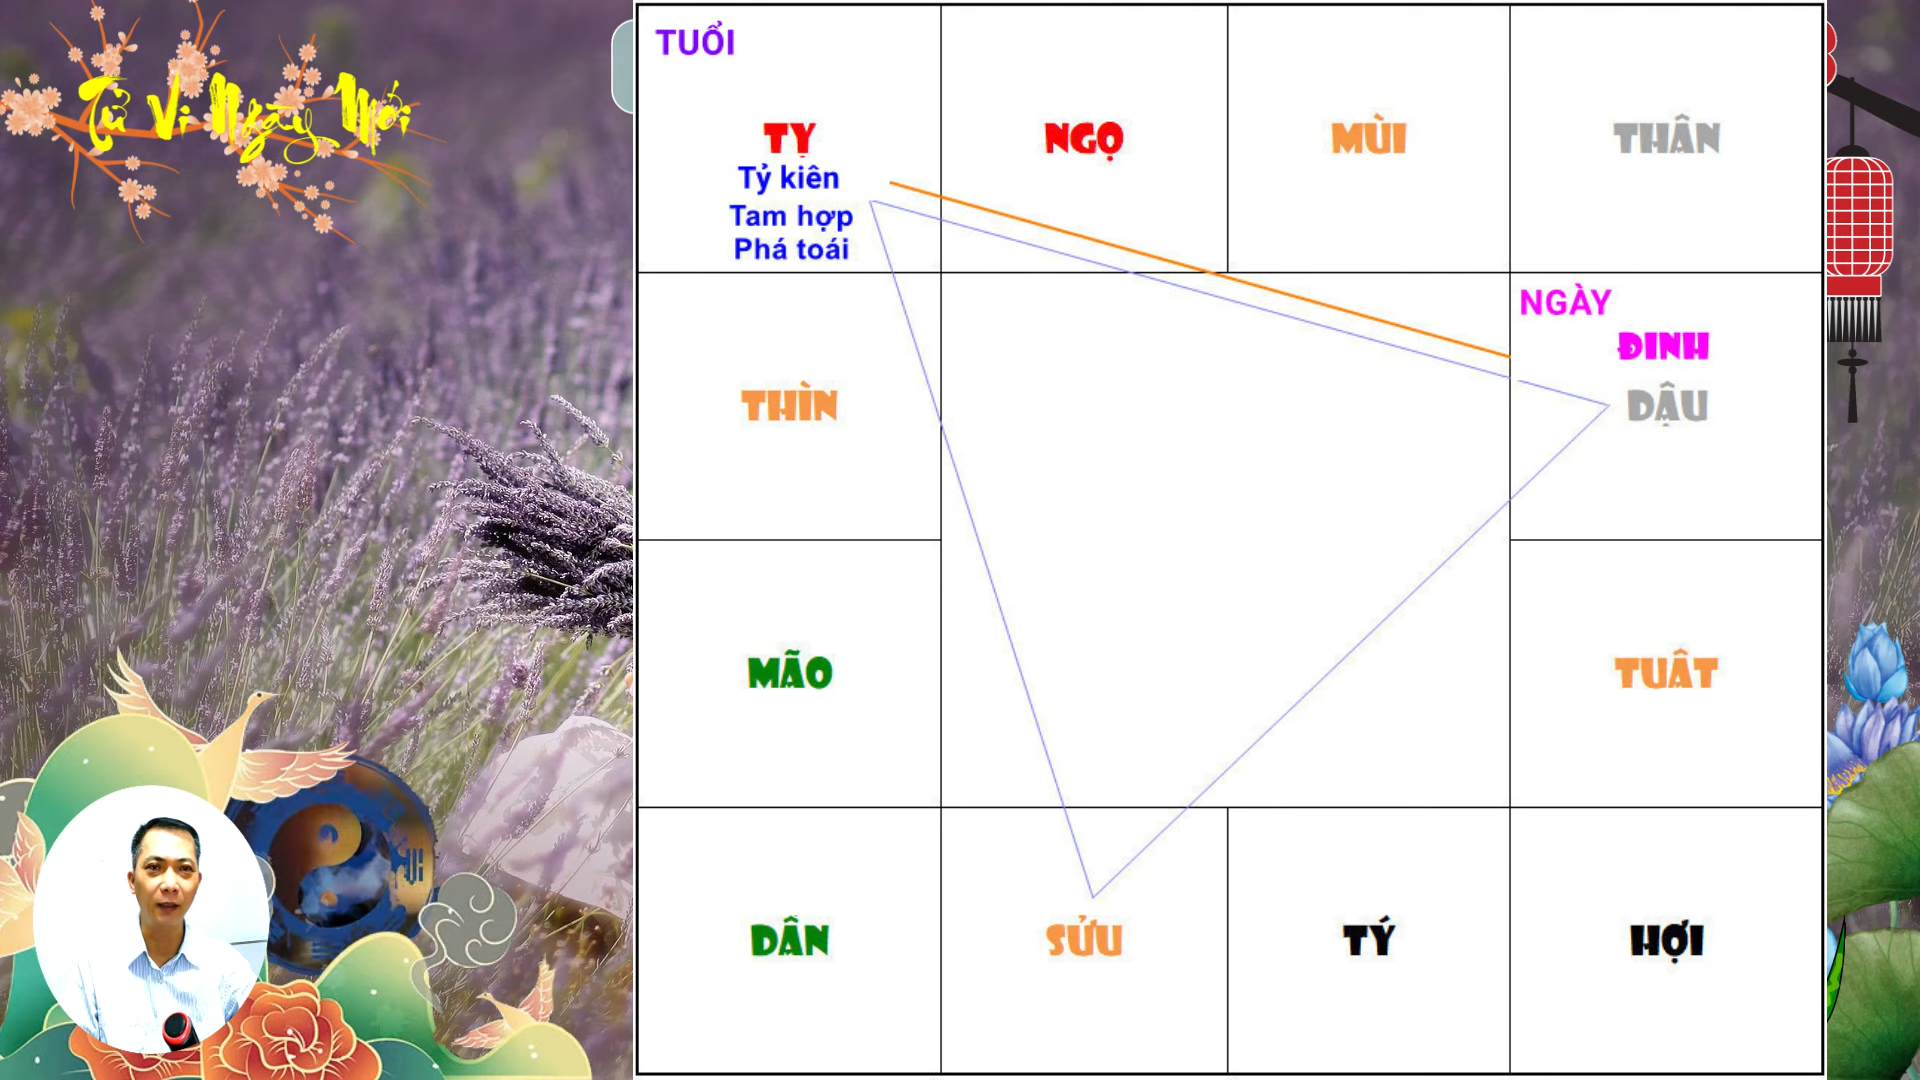 Tử Vi Ngày Mới
TUỔI
TỴ
Tỷ kiên
Tam hợp
Phá toái
NGỌ
MÙI
THÂN
THÌN
NGÀY
ĐINH
DẬU
MÃO
TUẤT
DẦN
SỬU
TÝ
HỢI